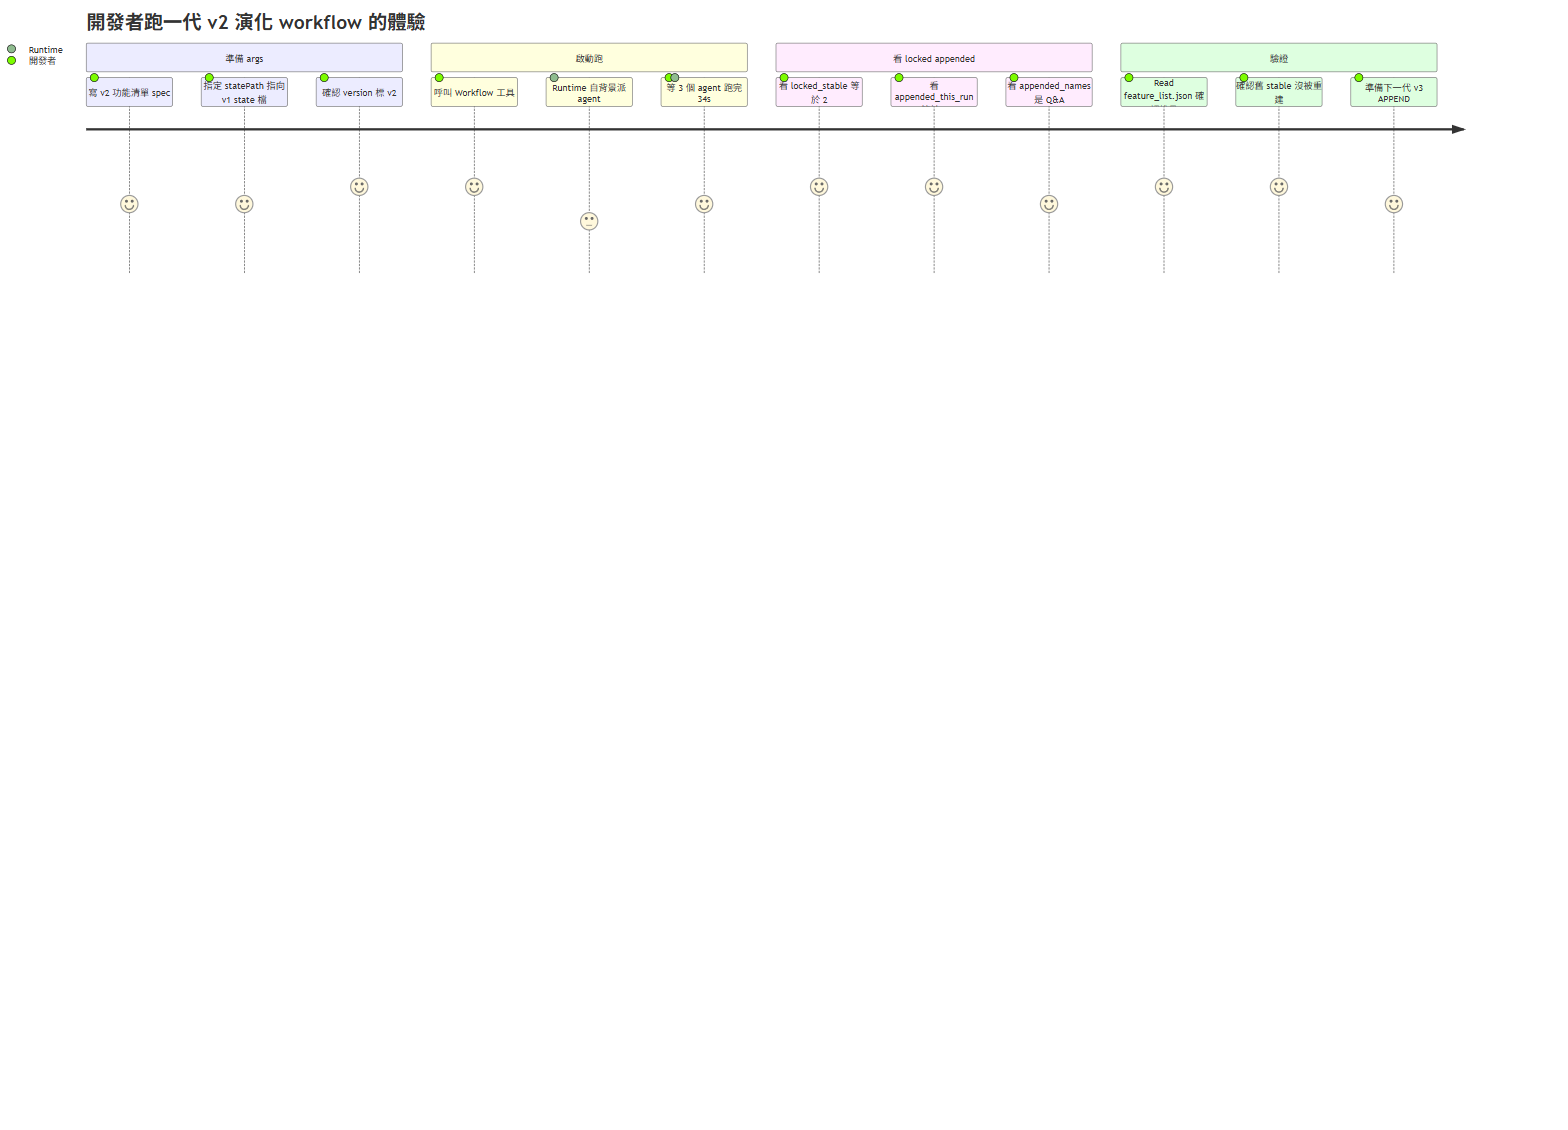 開發者跑一代 v2 演化 workflow 的體驗
Runtime
開發者
準備 args
啟動跑
看 locked appended
驗證
寫 v2 功能清單 spec
指定 statePath 指向
v1 state 檔
確認 version 標 v2
呼叫 Workflow 工具
Runtime 自背景派
agent
等 3 個 agent 跑完
34s
看 locked_stable 等
於 2
看
appended_this_run
看 appended_names
是 Q&A
Read
feature_list.json 確
確認舊 stable 沒被重
建
準備下一代 v3
APPEND